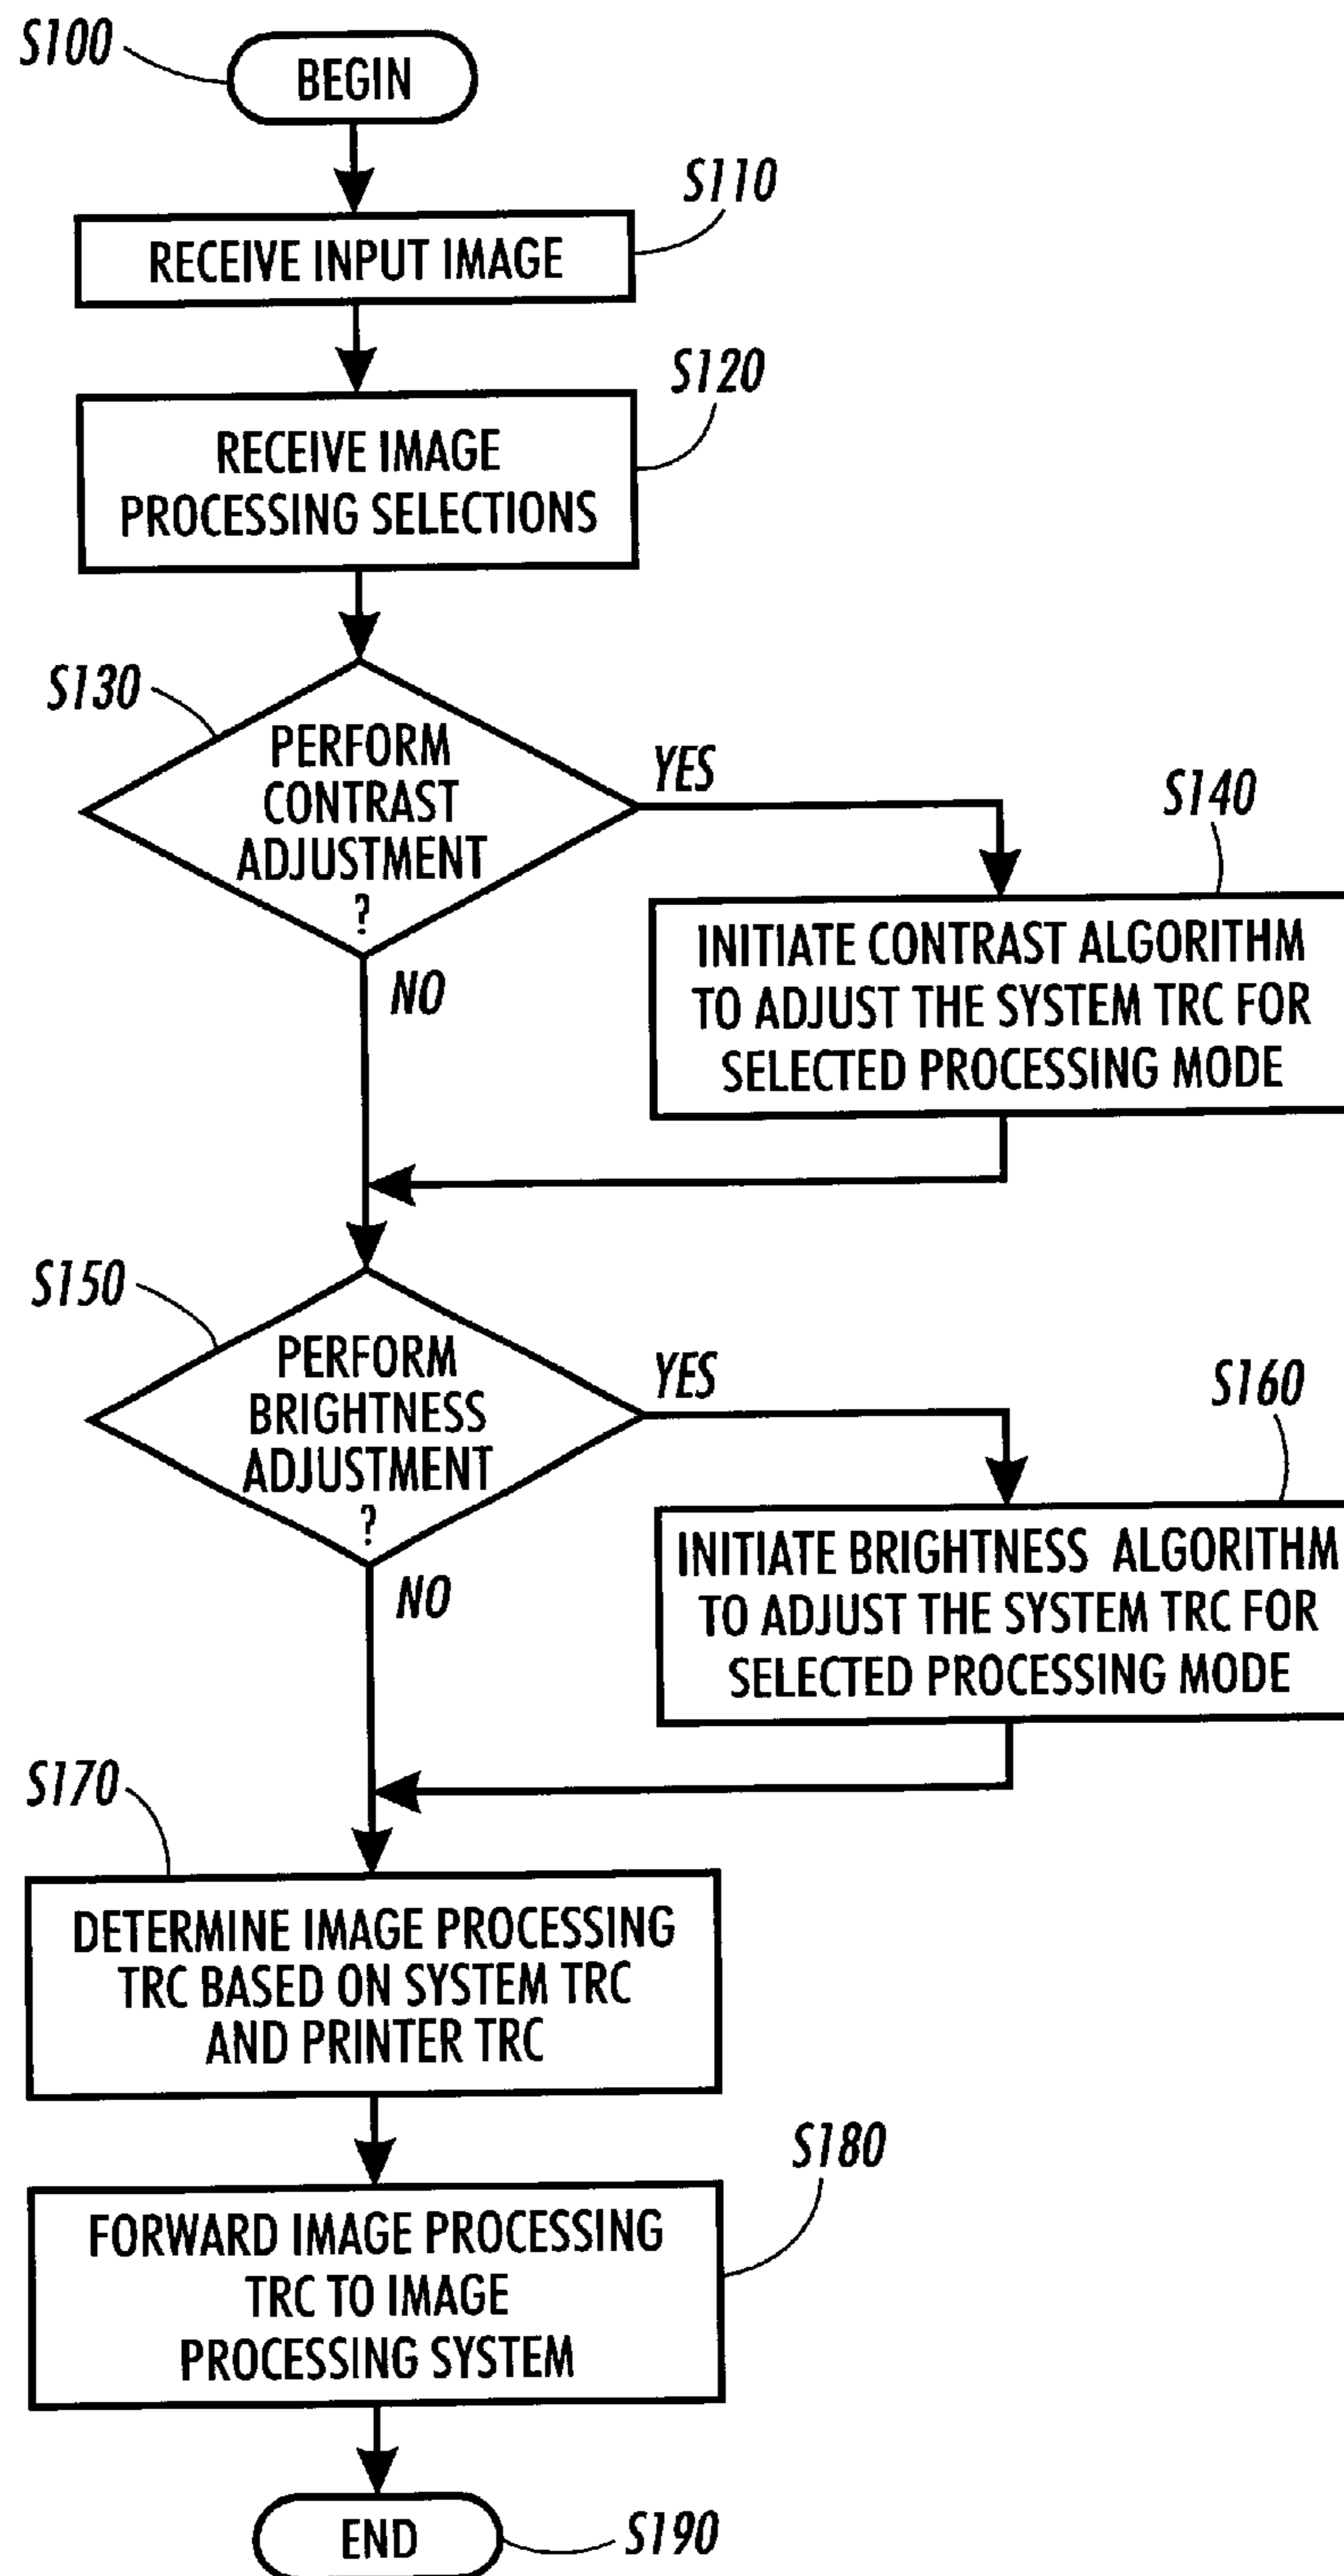 S100
BEGIN
S110
RECEIVE INPUT IMAGE
S120
RECEIVE IMAGE
PROCESSING SELECTIONS
S130
PERFORM
CONTRAST
ADJUSTMENT
?
YES
NO
S140
INITIATE CONTRAST ALGORITHM
TO ADJUST THE SYSTEM TRC FOR
SELECTED PROCESSING MODE
S150
PERFORM
BRIGHTNESS
ADJUSTMENT
?
YES
NO
S160
INITIATE BRIGHTNESS ALGORITHM
TO ADJUST THE SYSTEM TRC FOR
SELECTED PROCESSING MODE
S170
DETERMINE IMAGE PROCESSING
TRC BASED ON SYSTEM TRC
AND PRINTER TRC
S180
FORWARD IMAGE PROCESSING
TRC TO IMAGE
PROCESSING SYSTEM
END
S190